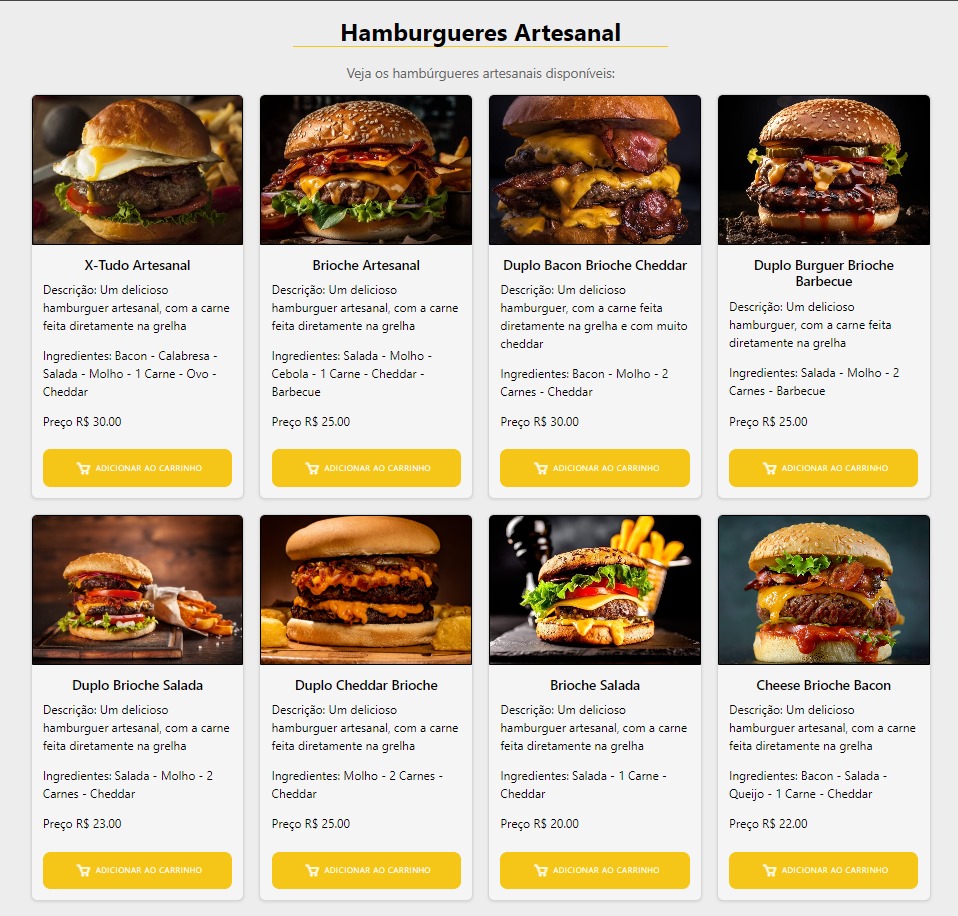 Hamburgueres Artesanal
Veja os hambúrgueres artesanais disponíveis:
X-Tudo Artesanal
Descrição: Um delicioso
hamburguer artesanal, com a carne
feita diretamente na grelha
Ingredientes: Bacon - Calabresa -
Salada - Molho - 1 Carne - Ovo -
Cheddar
Preço R$ 30.00
ADICIONAR AO CARRINHO
Brioche Artesanal
Descrição: Um delicioso
hamburguer artesanal, com a carne
feita diretamente na grelha
Ingredientes: Salada - Molho -
Cebola - 1 Carne - Cheddar -
Barbecue
Preço R$ 25.00
ADICIONAR AO CARRINHO
Duplo Bacon Brioche Cheddar
Descrição: Um delicioso
hamburguer, com a carne feita
diretamente na grelha e com muito
cheddar
Ingredientes: Bacon - Molho - 2
Carnes - Cheddar
Preço R$ 30.00
ADICIONAR AO CARRINHO
Duplo Burguer Brioche
Barbecue
Descrição: Um delicioso
hamburguer, com a carne feita
diretamente na grelha
Ingredientes: Salada - Molho - 2
Carnes - Barbecue
Preço R$ 25.00
ADICIONAR AO CARRINHO
Duplo Brioche Salada
Descrição: Um delicioso
hamburguer artesanal, com a carne
feita diretamente na grelha
Ingredientes: Salada - Molho - 2
Carnes - Cheddar
Preço R$ 23.00
ADICIONAR AO CARRINHO
Duplo Cheddar Brioche
Descrição: Um delicioso
hamburguer artesanal, com a carne
feita diretamente na grelha
Ingredientes: Molho - 2 Carnes -
Cheddar
Preço R$ 25.00
ADICIONAR AO CARRINHO
Brioche Salada
Descrição: Um delicioso
hamburguer artesanal, com a carne
feita diretamente na grelha
Ingredientes: Salada - 1 Carne -
Cheddar
Preço R$ 20.00
ADICIONAR AO CARRINHO
Cheese Brioche Bacon
Descrição: Um delicioso
hamburguer artesanal, com a carne
feita diretamente na grelha
Ingredientes: Bacon - Salada -
Queijo - 1 Carne - Cheddar
Preço R$ 22.00
ADICIONAR AO CARRINHO